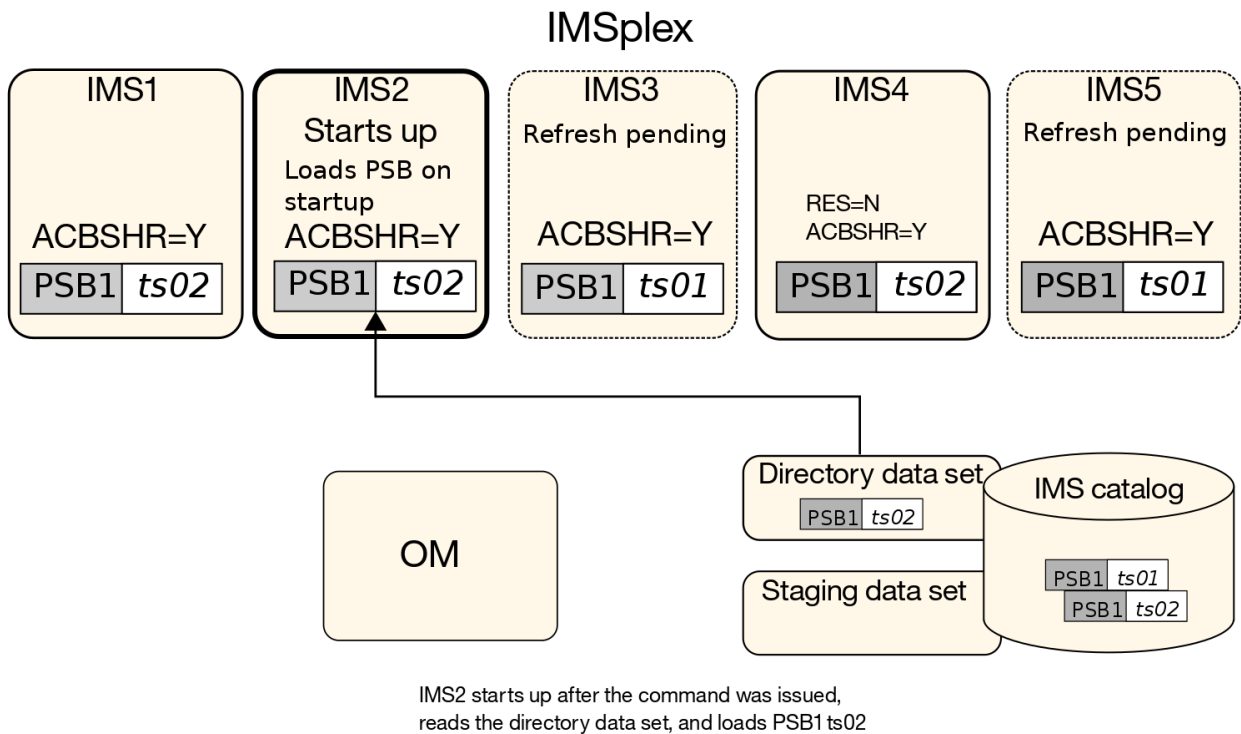 IMSplex
IMS1
ACBSHR=Y
PSB1 ts02
IMS2
Starts up
Loads PSB on
startup
ACBSHR=Y
PSB1 ts02
IMS3
Refresh pending
ACBSHR=Y
PSB1 ts01
IMS4
RES=N
ACBSHR=Y
PSB1 ts02
IMS5
Refresh pending
ACBSHR=Y
PSB1 ts01
OM
Directory data set
PSB1 ts02
Staging data set
IMS catalog
PSB1 ts01
PSB1 ts02
IMS2 starts up after the command was issued,
reads the directory data set, and loads PSB1 ts02